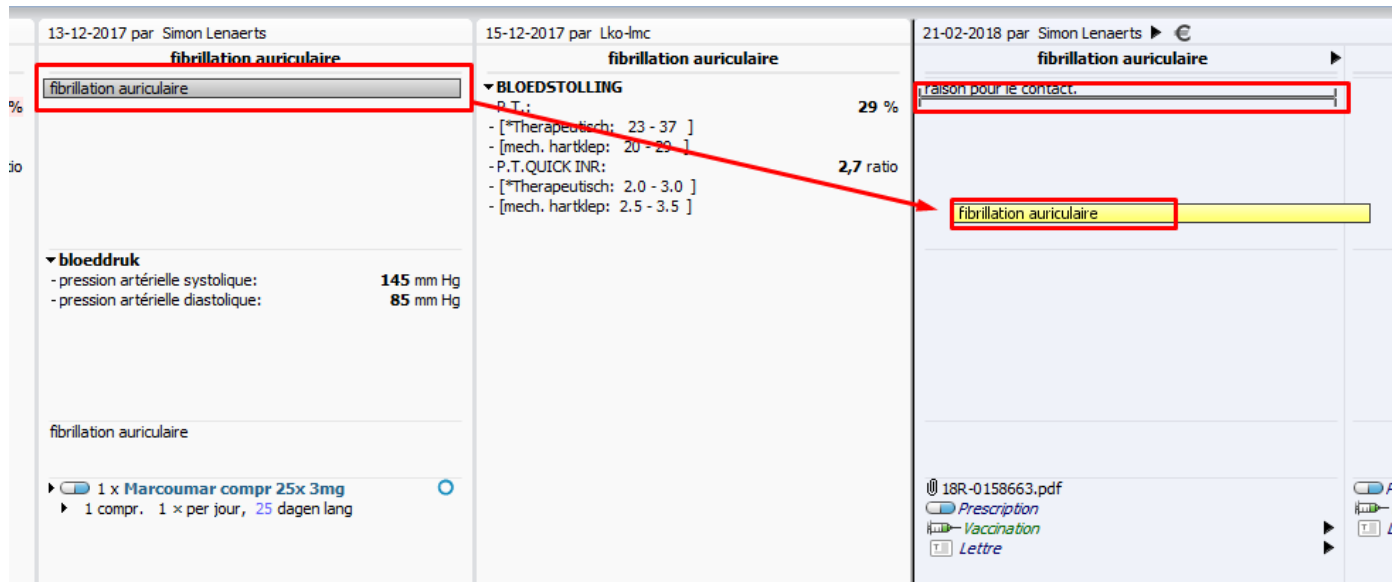 13-12-2017 par Simon Lenaerts
fibrillation auriculaire
fibrillation auriculaire
%
io
▾bloeddruk
- pression artérielle systolique: 145 mm Hg
- pression artérielle diastolique: 85 mm Hg
fibrillation auriculaire
1 x Marcoumar compr 25x 3mg
1 compr. 1 × per jour, 25 dagen lang
15-12-2017 par Lko-lmc
fibrillation auriculaire
▾BLOEDSTOLLING
- P.T.: 29 %
- [*Therapeutisch: 23 - 37 ]
- [mech. hartklep: 20 - 29 ]
- P.T.QUICK INR: 2,7 ratio
- [*Therapeutisch: 2.0 - 3.0 ]
- [mech. hartklep: 2.5 - 3.5 ]
21-02-2018 par Simon Lenaerts ▶ €
fibrillation auriculaire
raison pour le contact.
fibrillation auriculaire
18R-0158663.pdf
Prescription
Vaccination
Lettre